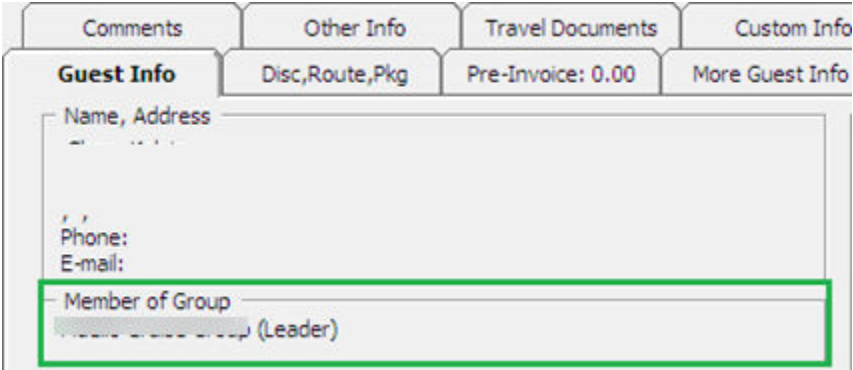 Comments Other Info Travel Documents Custom Info
Guest Info Disc,Route,Pkg Pre-Invoice: 0.00 More Guest Info
Name, Address
, ,
Phone:
E-mail:
Member of Group
(Leader)